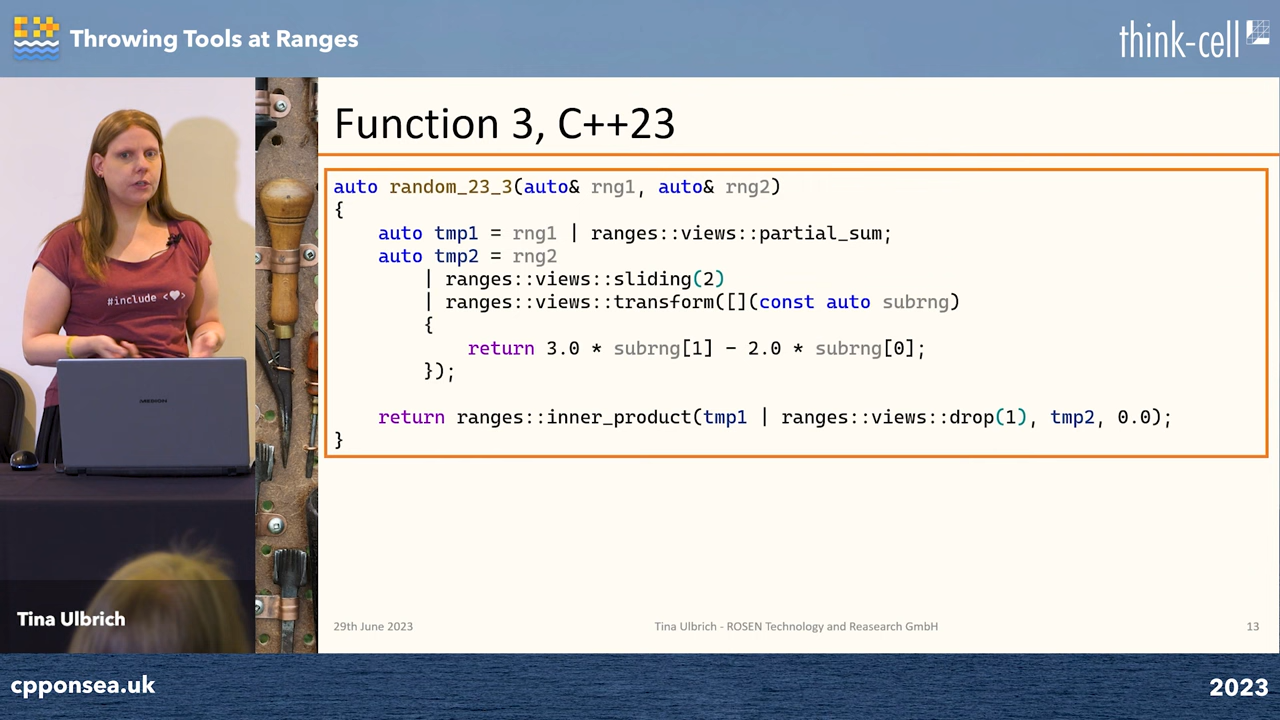 Throwing Tools at Ranges
think-cell
Function 3, C++23
auto random_23_3(auto& rng1, auto& rng2)
{
    auto tmp1 = rng1 | ranges::views::partial_sum;
    auto tmp2 = rng2
        | ranges::views::sliding(2)
        | ranges::views::transform([](const auto subrng)
        {
            return 3.0 * subrng[1] - 2.0 * subrng[0];
        });
    return ranges::inner_product(tmp1 | ranges::views::drop(1), tmp2, 0.0);
}
#include <♥>
MEDION
Tina Ulbrich
29th June 2023
Tina Ulbrich - ROSEN Technology and Reasearch GmbH
13
cpponsea.uk
2023